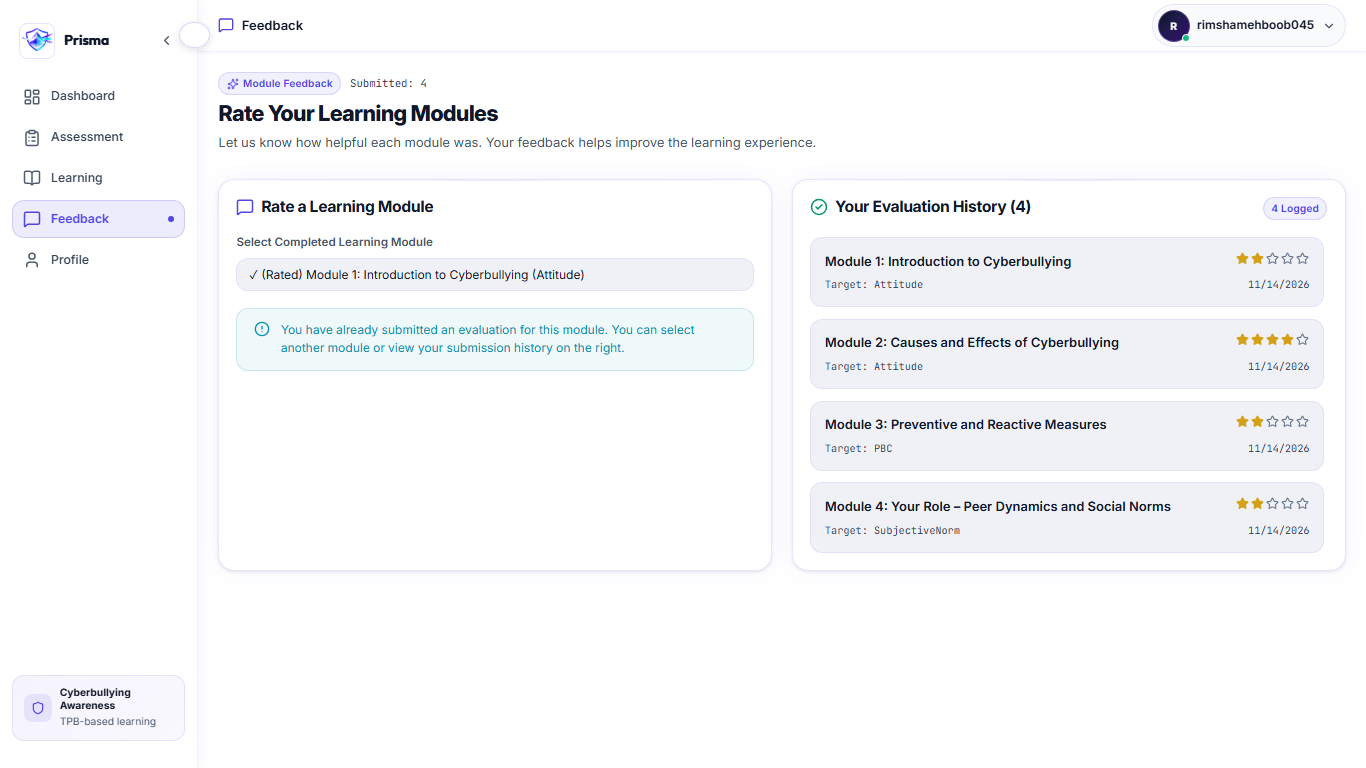 Prisma
Dashboard
Assessment
Learning
Feedback
Profile
Cyberbullying
Awareness
TPB-based learning
Feedback
R
rimshamehboob045
Module Feedback
Submitted: 4
Rate Your Learning Modules
Let us know how helpful each module was. Your feedback helps improve the learning experience.
Rate a Learning Module
Select Completed Learning Module
✓ (Rated) Module 1: Introduction to Cyberbullying (Attitude)
You have already submitted an evaluation for this module. You can select
another module or view your submission history on the right.
Your Evaluation History (4)
4 Logged
Module 1: Introduction to Cyberbullying
Target: Attitude
11/14/2026
Module 2: Causes and Effects of Cyberbullying
Target: Attitude
11/14/2026
Module 3: Preventive and Reactive Measures
Target: PBC
11/14/2026
Module 4: Your Role – Peer Dynamics and Social Norms
Target: SubjectiveNorm
11/14/2026